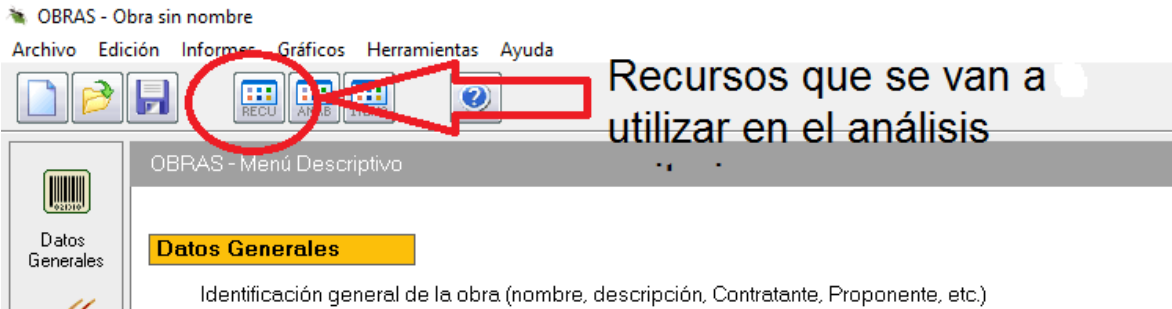 OBRAS - Obra sin nombre
Archivo Edición Informes Gráficos Herramientas Ayuda
RECU
Recursos que se van a
utilizar en el análisis
OBRAS - Menú Descriptivo
Datos
Generales
Datos Generales
Identificación general de la obra (nombre, descripción, Contratante, Proponente, etc.)